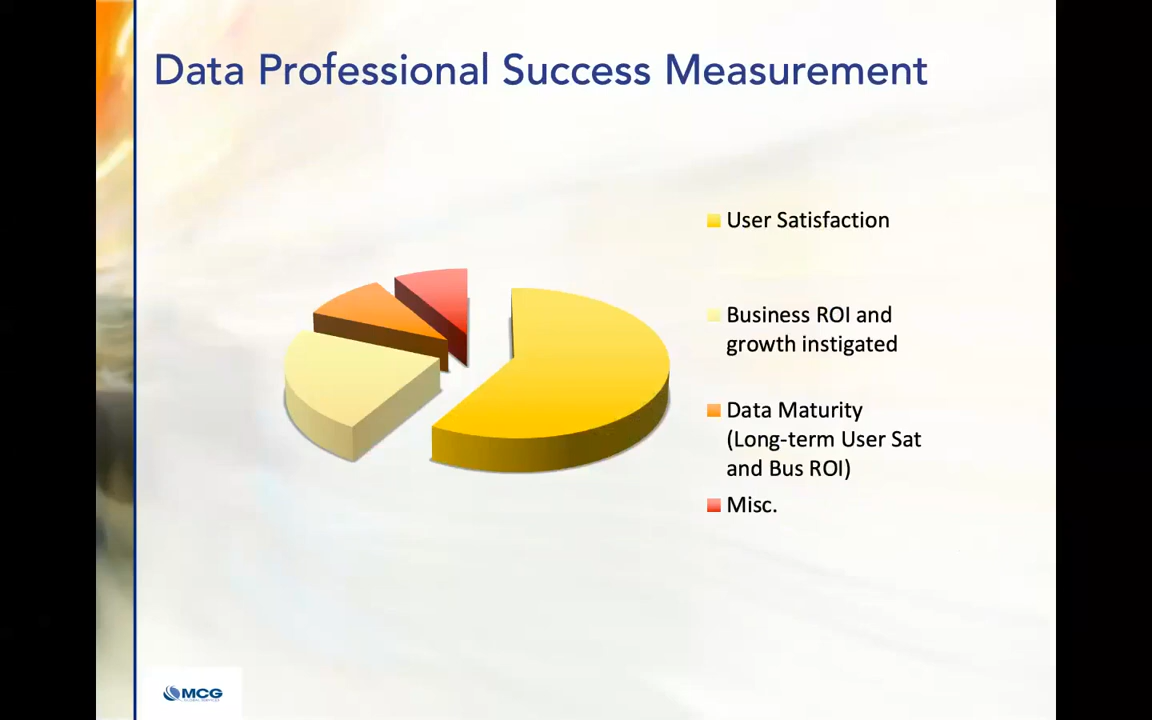 Data Professional Success Measurement
User Satisfaction
Business ROI and
growth instigated
Data Maturity
(Long-term User Sat
and Bus ROI)
Misc.
MCG